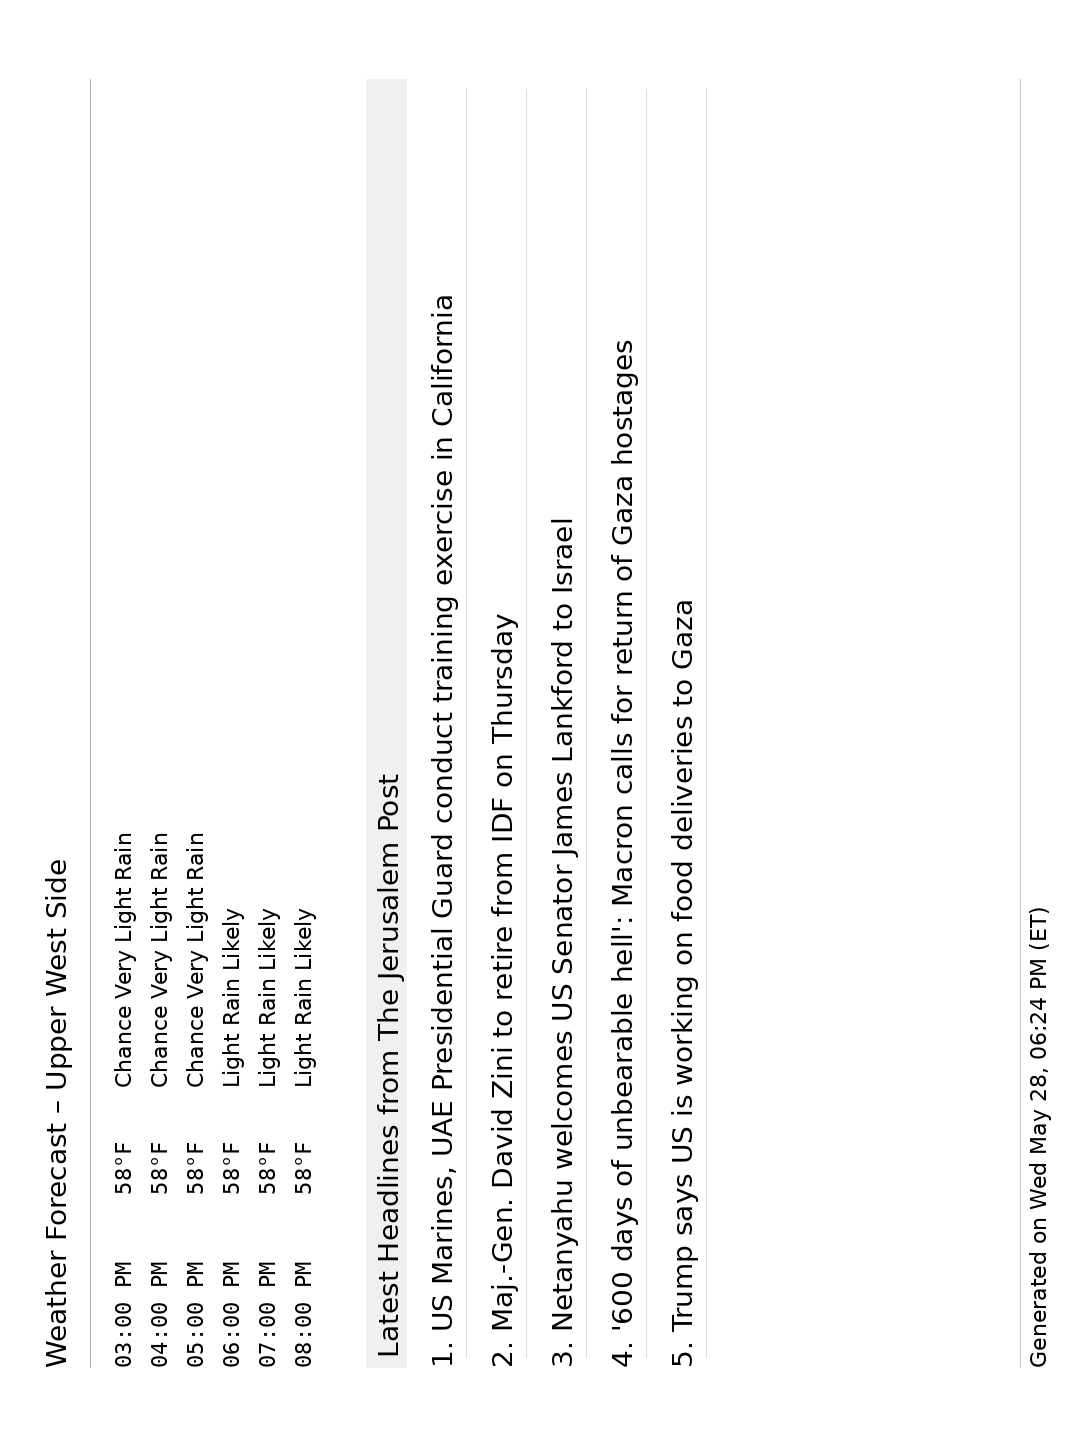 Weather Forecast – Upper West Side
03:00 PM 58°F Chance Very Light Rain
04:00 PM 58°F Chance Very Light Rain
05:00 PM 58°F Chance Very Light Rain
06:00 PM 58°F Light Rain Likely
07:00 PM 58°F Light Rain Likely
08:00 PM 58°F Light Rain Likely
Latest Headlines from The Jerusalem Post
1. US Marines, UAE Presidential Guard conduct training exercise in California
2. Maj.-Gen. David Zini to retire from IDF on Thursday
3. Netanyahu welcomes US Senator James Lankford to Israel
4. '600 days of unbearable hell': Macron calls for return of Gaza hostages
5. Trump says US is working on food deliveries to Gaza
Generated on Wed May 28, 06:24 PM (ET)